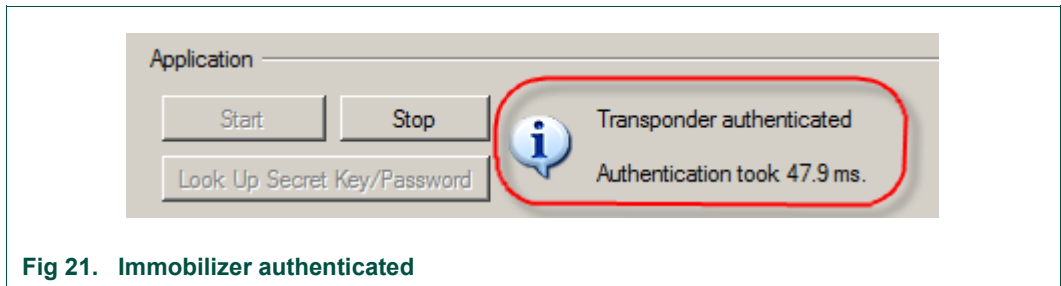 Application
Start
Stop
Transponder authenticated
Look Up Secret Key/Password
Authentication took 47.9 ms.
Fig 21. Immobilizer authenticated